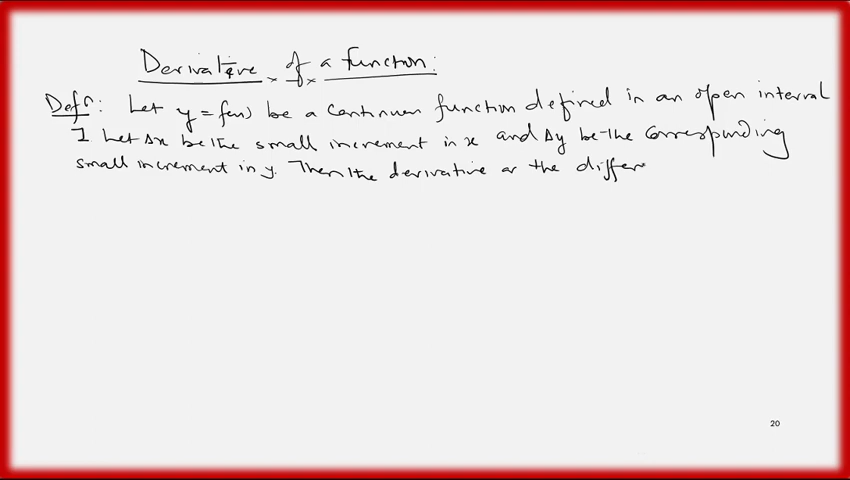 Derivative of a function:
Defn: Let y = f(x) be a continuous function defined in an open interval
I Let Δx be the small increment in x and Δy be the corresponding
small increment in y. Then the derivative or the differ
20